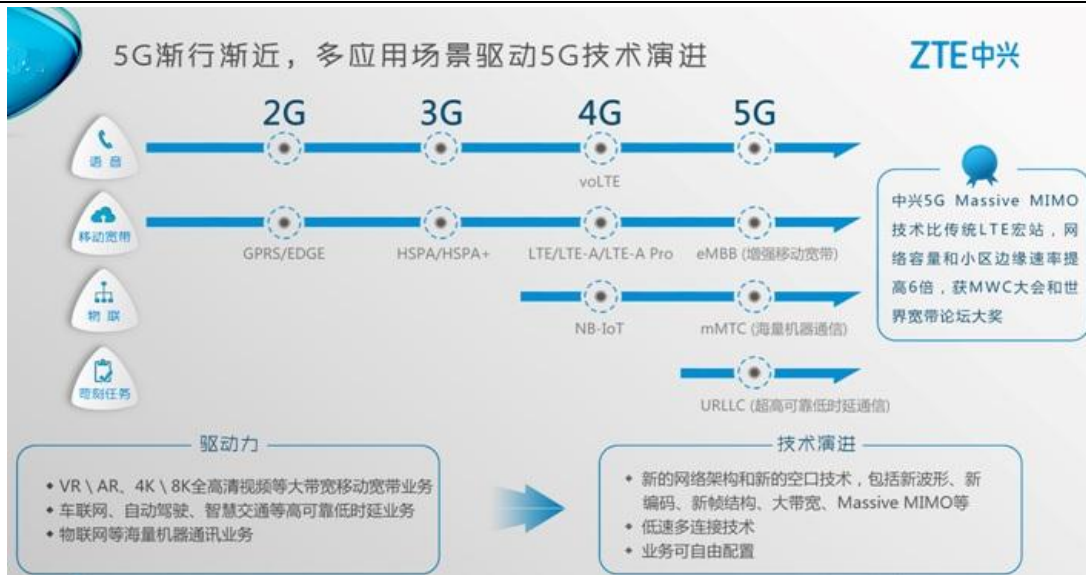 5G渐行渐近，多应用场景驱动5G技术演进
ZTE中兴
2G 3G 4G 5G
语音
voLTE
移动宽带
GPRS/EDGE HSPA/HSPA+ LTE/LTE-A/LTE-A Pro eMBB (增强移动宽带)
物联
NB-IoT mMTC (海量机器通信)
苛刻任务
URLLC (超高可靠低时延通信)
中兴5G Massive MIMO
技术比传统LTE宏站，网
络容量和小区边缘速率提
高6倍，获MWC大会和世
界宽带论坛大奖
驱动力
◆ VR \ AR、4K \ 8K全高清视频等大带宽移动宽带业务
◆ 车联网、自动驾驶、智慧交通等高可靠低时延业务
◆ 物联网等海量机器通讯业务
技术演进
◆ 新的网络架构和新的空口技术，包括新波形、新
编码、新帧结构、大带宽、Massive MIMO等
◆ 低速多连接技术
◆ 业务可自由配置